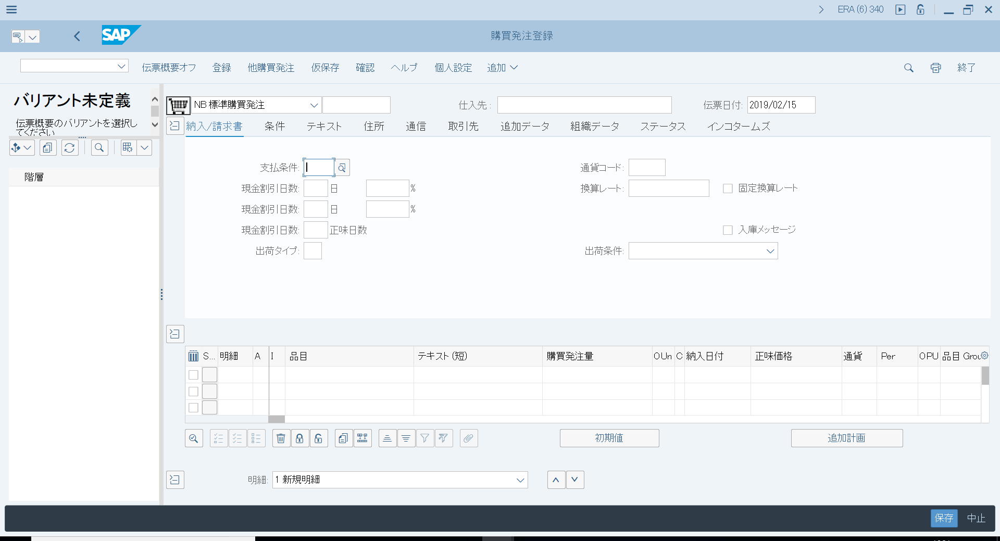 ERA (6) 340
SAP
購買発注登録
伝票概要オフ 登録 他購買発注 仮保存 確認 ヘルプ 個人設定 追加 終了
バリアント未定義
伝票概要のバリアントを選択し
てください
階層
NB 標準購買発注 仕入先 : 伝票日付: 2019/02/15
納入/請求書 条件 テキスト 住所 通信 取引先 追加データ 組織データ ステータス インコタームズ
支払条件: 通貨コード:
現金割引日数: 日 % 換算レート: 固定換算レート
現金割引日数: 日 %
現金割引日数: 正味日数 入庫メッセージ
出荷タイプ: 出荷条件:
S... 明細 A I 品目 テキスト (短) 購買発注量 OUn C 納入日付 正味価格 通貨 Per OPU 品目 Grou
初期値 追加計画
明細: 1 新規明細
保存 中止